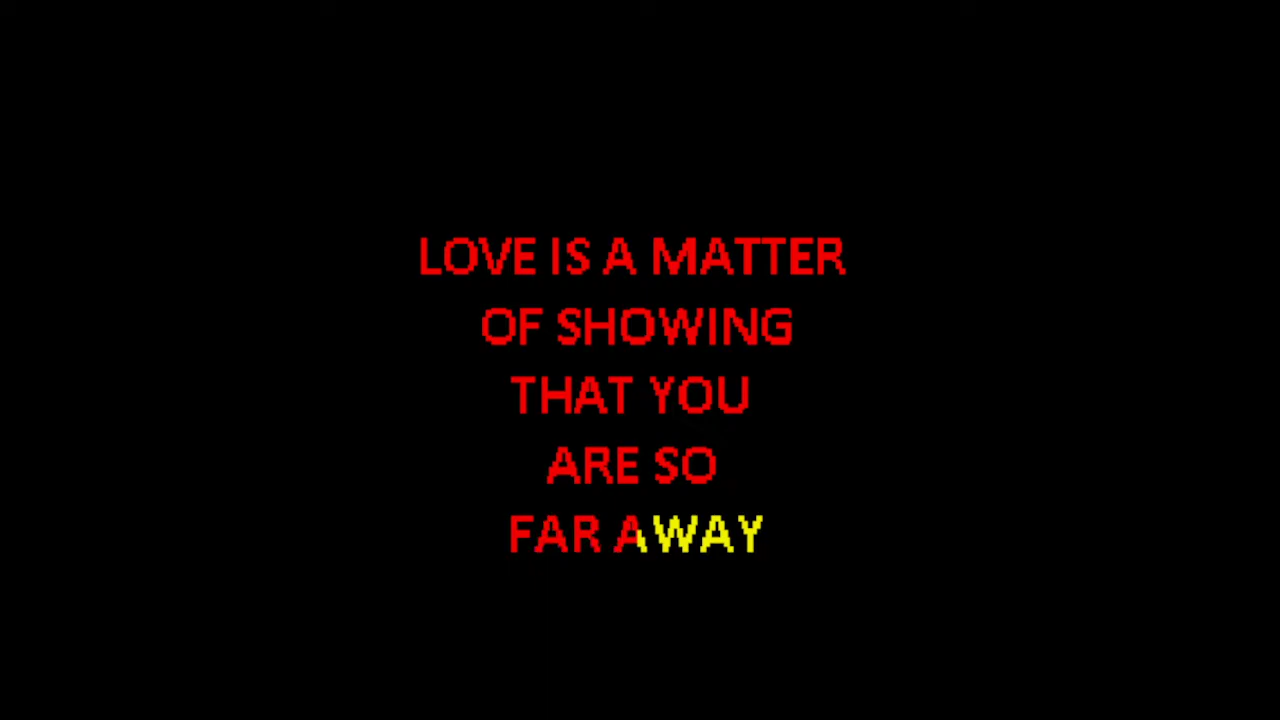 LOVE IS A MATTER
OF SHOWING
THAT YOU
ARE SO
FAR AWAY